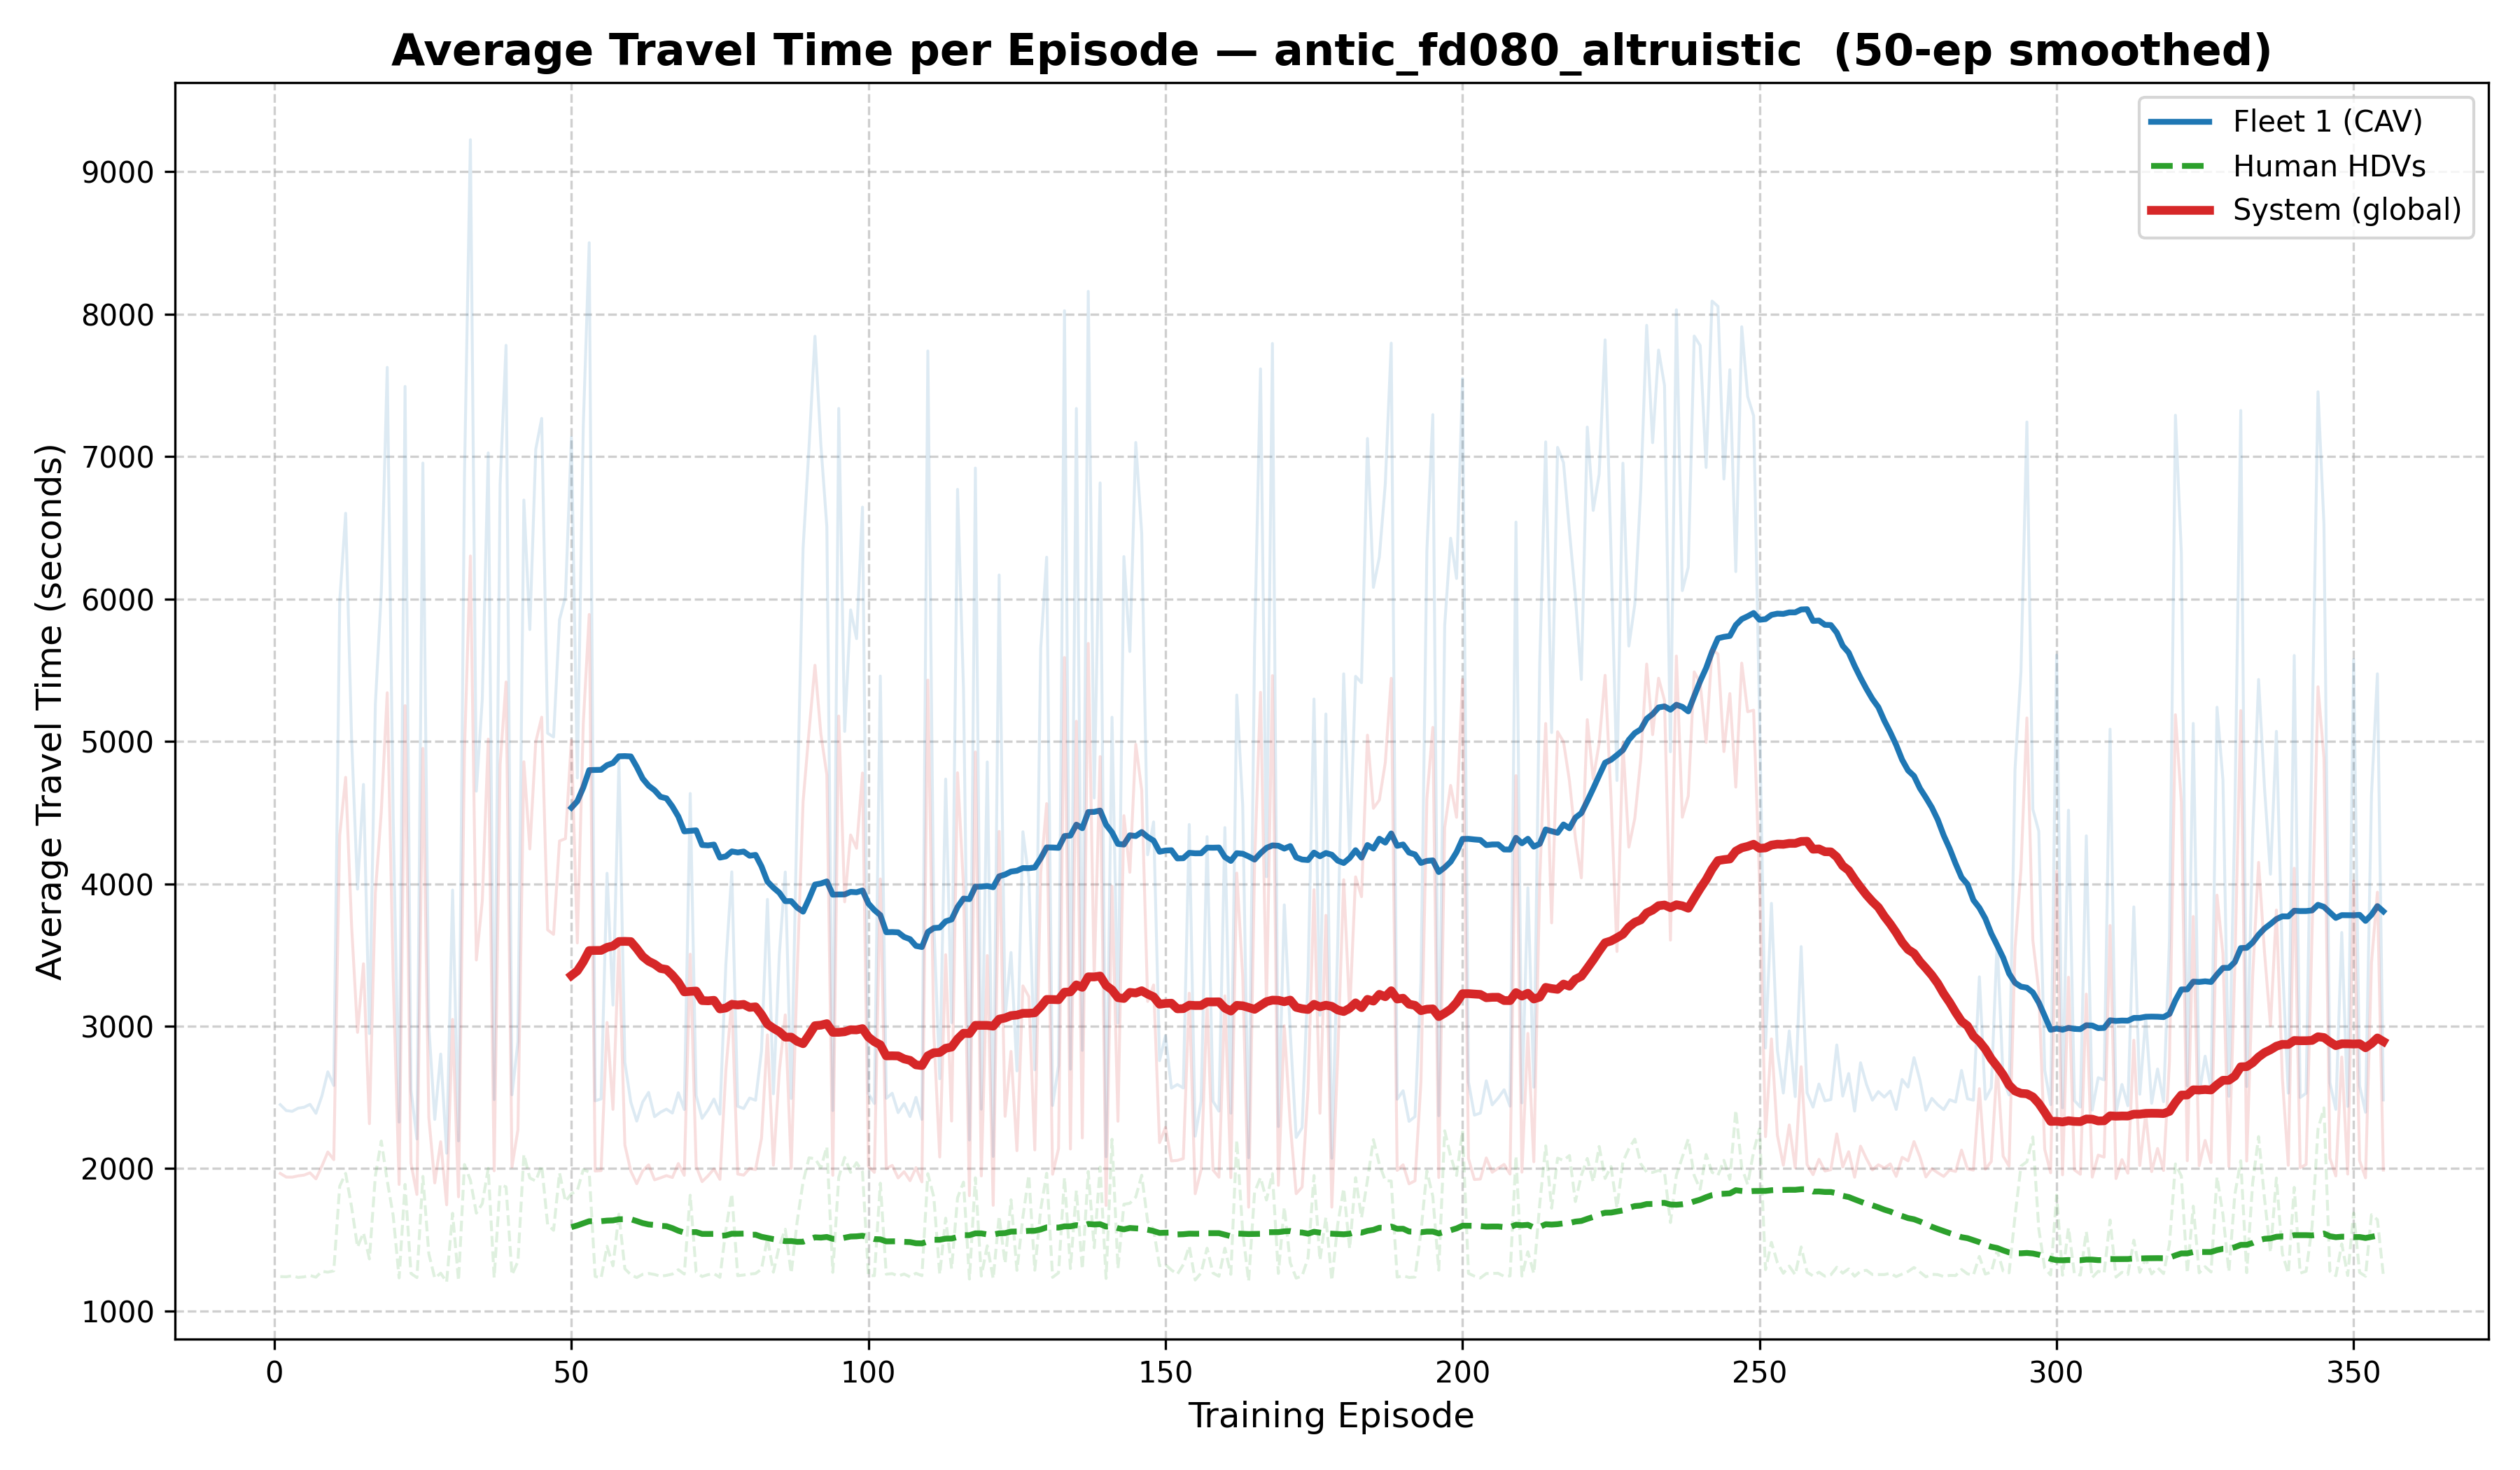 Average Travel Time per Episode — antic_fd080_altruistic  (50-ep smoothed)
Fleet 1 (CAV)
Human HDVs
System (global)
Average Travel Time (seconds)
9000
8000
7000
6000
5000
4000
3000
2000
1000
0 50 100 150 200 250 300 350
Training Episode